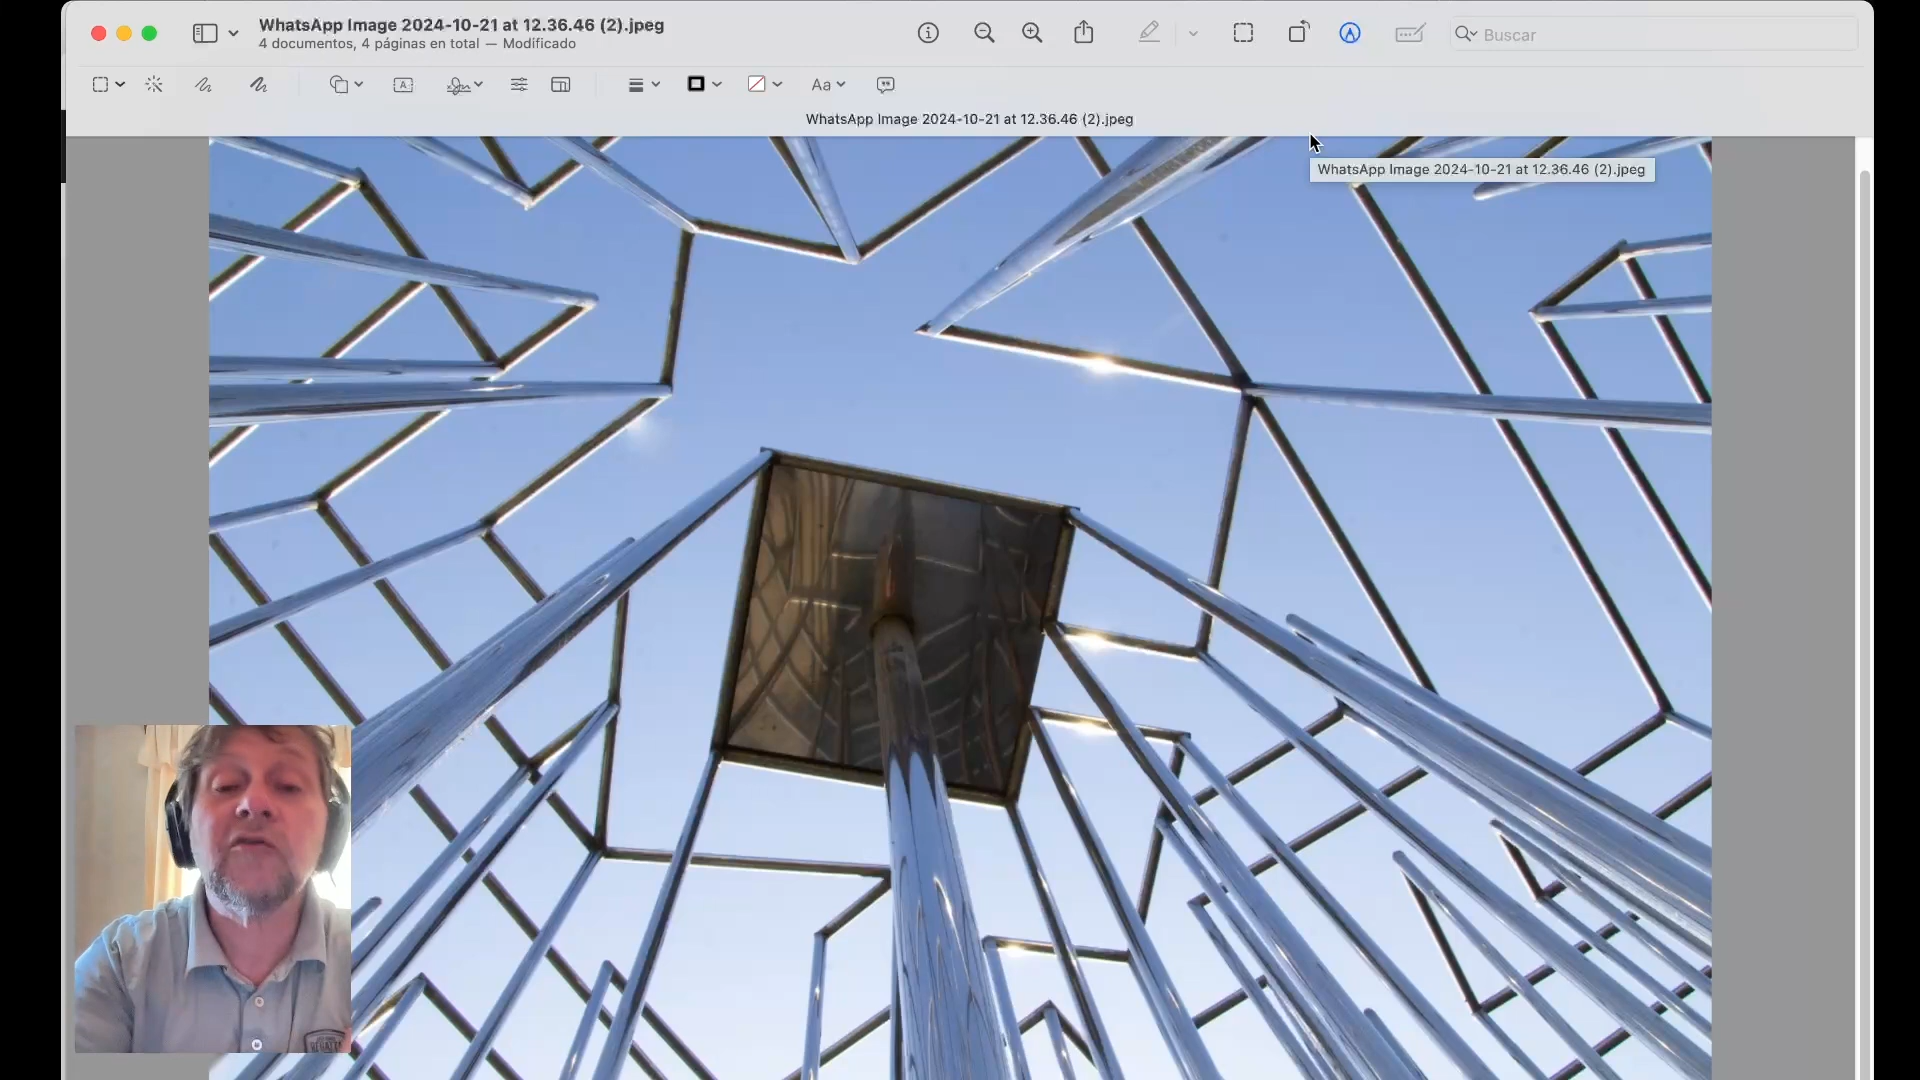 WhatsApp Image 2024-10-21 at 12.36.46 (2).jpeg
4 documentos, 4 páginas en total — Modificado
Buscar
A
Aa
WhatsApp Image 2024-10-21 at 12.36.46 (2).jpeg
WhatsApp Image 2024-10-21 at 12.36.46 (2).jpeg